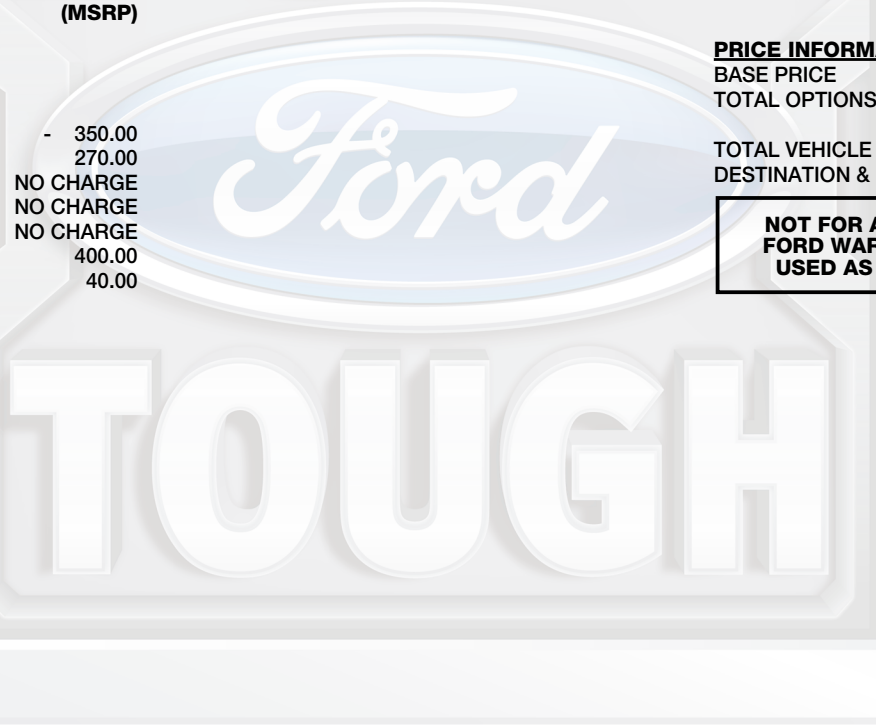 (MSRP)
- 350.00
270.00
NO CHARGE
NO CHARGE
NO CHARGE
400.00
40.00
PRICE INFORMA
BASE PRICE
TOTAL OPTIONS
TOTAL VEHICLE
DESTINATION &
NOT FOR A
FORD WAR
USED AS
Ford
TOUGH